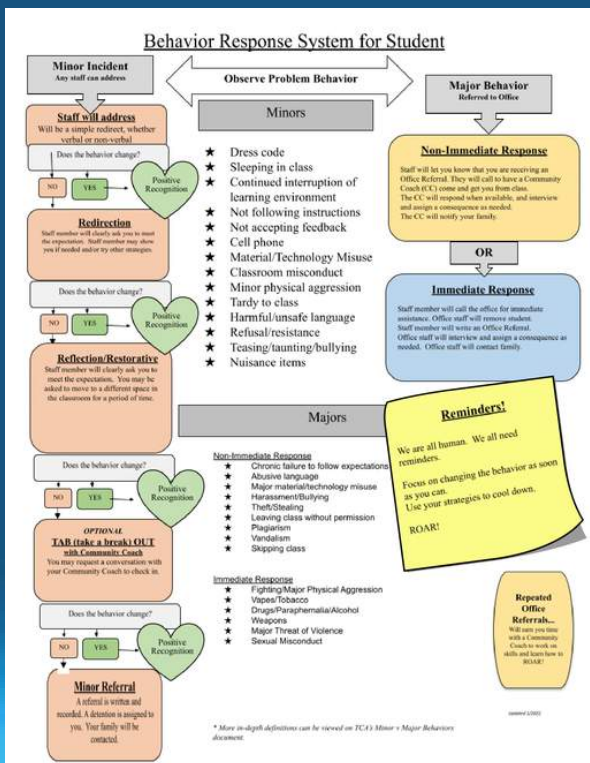 Behavior Response System for Student
Minor Incident
Any staff can address
Observe Problem Behavior
Major Behavior
Referred to Office
Staff will address
Will be a simple redirect, whether
verbal or non-verbal
Does the behavior change?
NO
YES
Positive
Recognition
Redirection
Staff member will clearly ask you to meet
the expectation. Staff member may show
you if needed and/or try other strategies.
Does the behavior change?
NO
YES
Positive
Recognition
Reflection/Restorative
Staff member will clearly ask you to
meet the expectation. You may be
asked to move to a different space in
the classroom for a period of time.
Does the behavior change?
NO
YES
Positive
Recognition
OPTIONAL
TAB (take a break) OUT
with Community Coach
You may request a conversation with
your Community Coach to check in.
Does the behavior change?
NO
YES
Positive
Recognition
Minor Referral
A referral is written and
recorded. A detention is assigned to
you. Your family will be
contacted.
Minors
★ Dress code
★ Sleeping in class
★ Continued interruption of
learning environment
★ Not following instructions
★ Not accepting feedback
★ Cell phone
★ Material/Technology Misuse
★ Classroom misconduct
★ Minor physical aggression
★ Tardy to class
★ Harmful/unsafe language
★ Refusal/resistance
★ Teasing/taunting/bullying
★ Nuisance items
Majors
Non-Immediate Response
★ Chronic failure to follow expectations
★ Abusive language
★ Major material/technology misuse
★ Harassment/Bullying
★ Theft/Stealing
★ Leaving class without permission
★ Plagiarism
★ Vandalism
★ Skipping class
Immediate Response
★ Fighting/Major Physical Aggression
★ Vapes/Tobacco
★ Drugs/Paraphernalia/Alcohol
★ Weapons
★ Major Threat of Violence
★ Sexual Misconduct
* More in-depth definitions can be viewed on TCA's Minor v Major Behaviors
document.
Non-Immediate Response
Staff will let you know that you are receiving an
Office Referral. They will call to have a Community
Coach (CC) come and get you from class.
The CC will respond when available, and interview
and assign a consequence as needed.
The CC will notify your family.
OR
Immediate Response
Staff member will call the office for immediate
assistance. Office staff will remove student.
Staff member will write an Office Referral.
Office staff will interview and assign a consequence as
needed. Office staff will contact family.
Reminders!
We are all human. We all need
reminders.
Focus on changing the behavior as soon
as you can.
Use your strategies to cool down.
ROAR!
Repeated
Office
Referrals...
Will earn you time
with a Community
Coach to work on
skills and learn how to
ROAR!